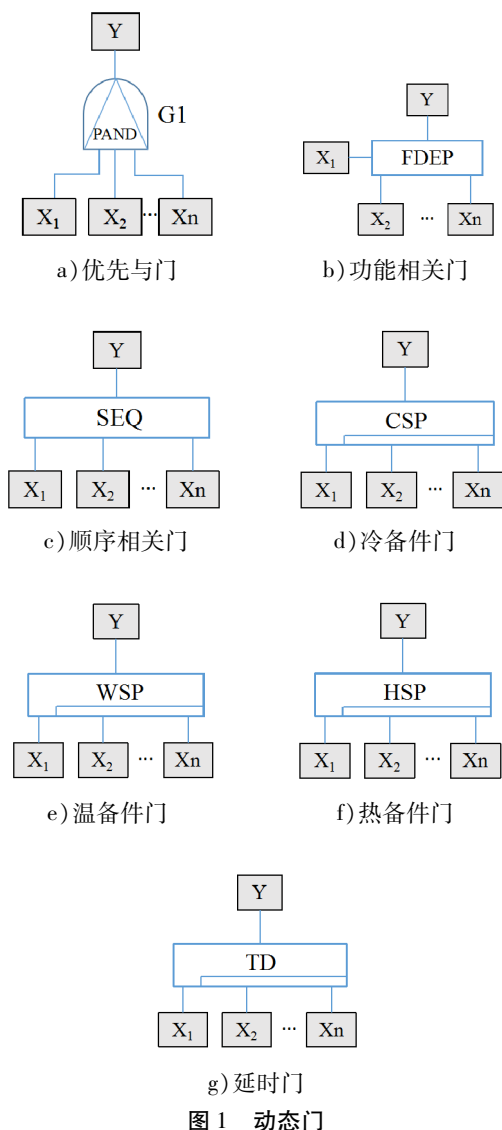 Y
PAND
G1
X₁ X₂ ··· Xn
a)优先与门
Y
X₁ FDEP
X₂ ··· Xn
b)功能相关门
Y
SEQ
X₁ X₂ ··· Xn
c)顺序相关门
Y
CSP
X₁ X₂ ··· Xn
d)冷备件门
Y
WSP
X₁ X₂ ··· Xn
e)温备件门
Y
HSP
X₁ X₂ ··· Xn
f)热备件门
Y
TD
X₁ X₂ ··· Xn
g)延时门
图1 动态门